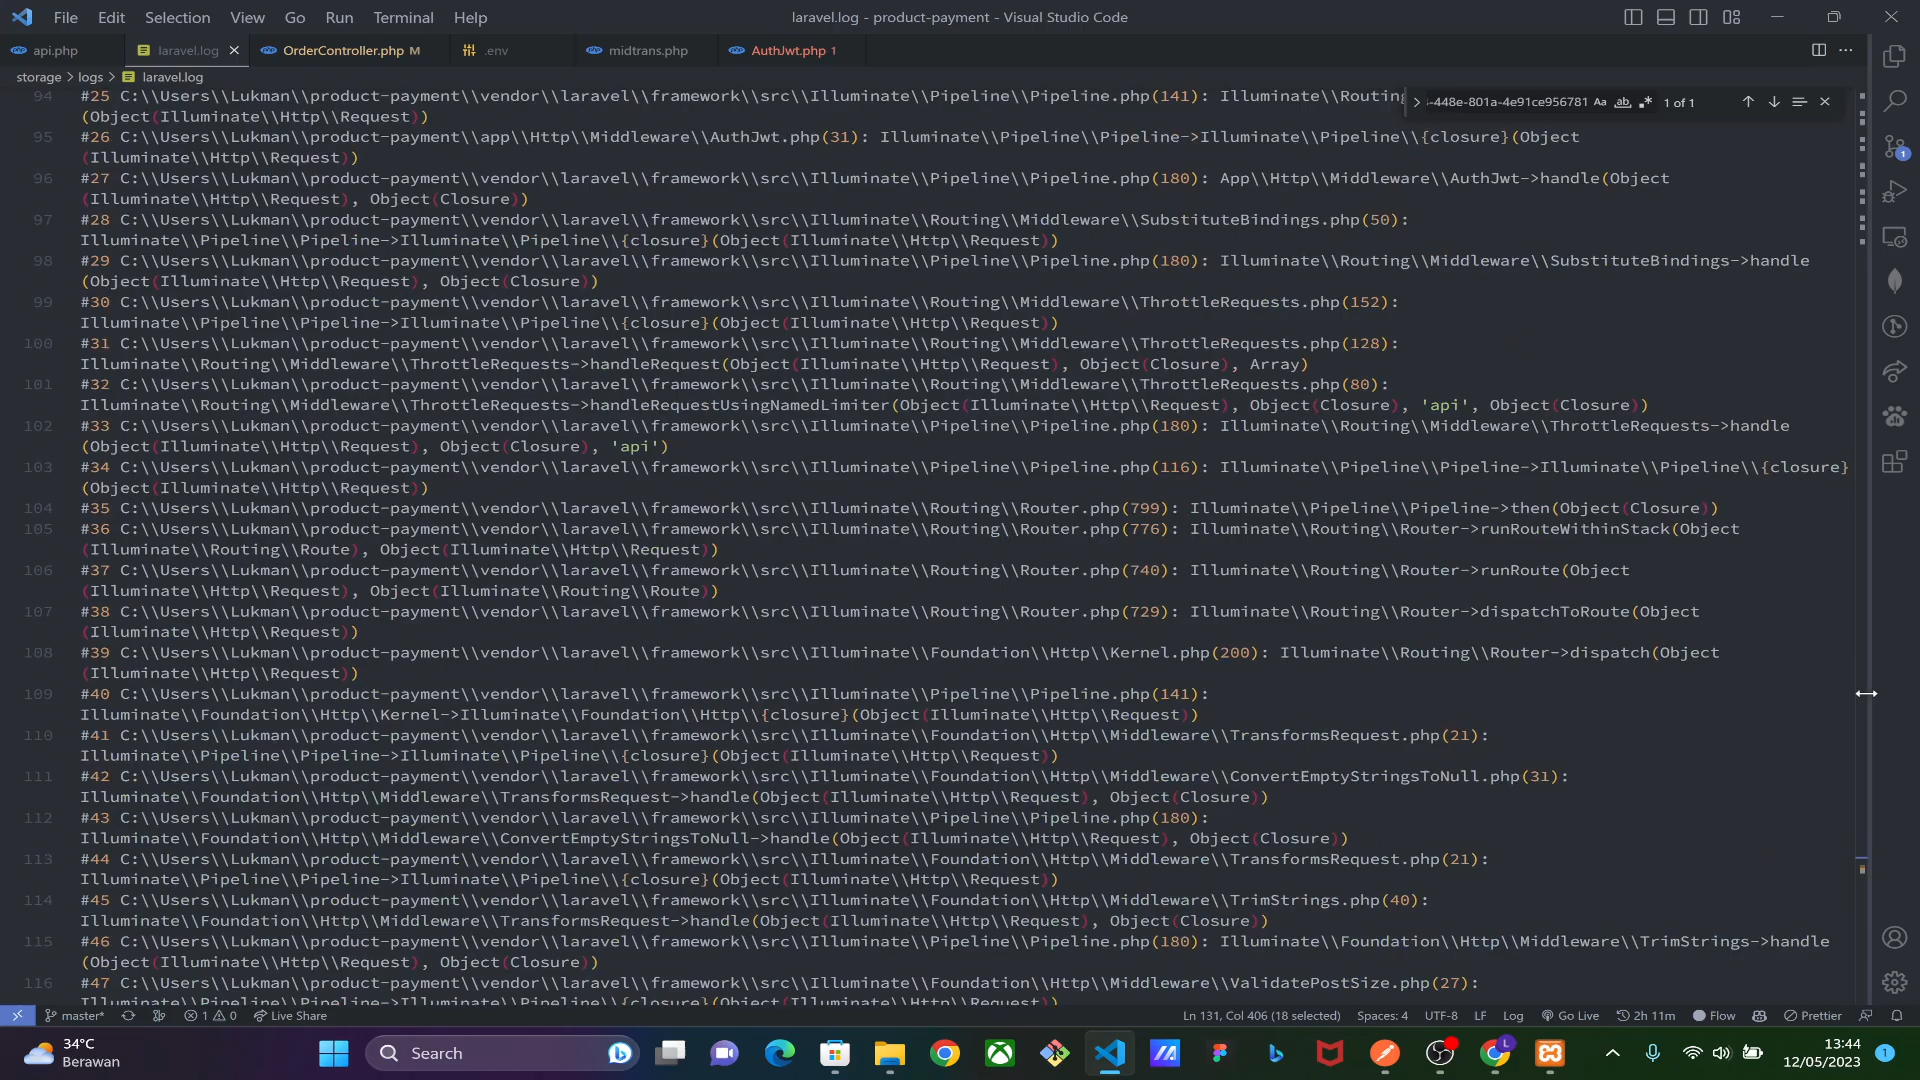 File Edit Selection View Go Run Terminal Help
laravel.log - product-payment - Visual Studio Code
api.php laravel.log OrderController.php M .env midtrans.php AuthJwt.php 1
storage > logs > laravel.log
-448e-801a-4e91ce956781 Aa ab .* 1 of 1
94 #25 C:\\Users\\Lukman\\product-payment\\vendor\\laravel\\framework\\src\\Illuminate\\Pipeline\\Pipeline.php(141): Illuminate\\Routing
(Object(Illuminate\\Http\\Request))
95 #26 C:\\Users\\Lukman\\product-payment\\app\\Http\\Middleware\\AuthJwt.php(31): Illuminate\\Pipeline\\Pipeline->Illuminate\\Pipeline\\{closure}(Object
(Illuminate\\Http\\Request))
96 #27 C:\\Users\\Lukman\\product-payment\\vendor\\laravel\\framework\\src\\Illuminate\\Pipeline\\Pipeline.php(180): App\\Http\\Middleware\\AuthJwt->handle(Object
(Illuminate\\Http\\Request), Object(Closure))
97 #28 C:\\Users\\Lukman\\product-payment\\vendor\\laravel\\framework\\src\\Illuminate\\Routing\\Middleware\\SubstituteBindings.php(50):
Illuminate\\Pipeline\\Pipeline->Illuminate\\Pipeline\\{closure}(Object(Illuminate\\Http\\Request))
98 #29 C:\\Users\\Lukman\\product-payment\\vendor\\laravel\\framework\\src\\Illuminate\\Pipeline\\Pipeline.php(180): Illuminate\\Routing\\Middleware\\SubstituteBindings->handle
(Object(Illuminate\\Http\\Request), Object(Closure))
99 #30 C:\\Users\\Lukman\\product-payment\\vendor\\laravel\\framework\\src\\Illuminate\\Routing\\Middleware\\ThrottleRequests.php(152):
Illuminate\\Pipeline\\Pipeline->Illuminate\\Pipeline\\{closure}(Object(Illuminate\\Http\\Request))
100 #31 C:\\Users\\Lukman\\product-payment\\vendor\\laravel\\framework\\src\\Illuminate\\Routing\\Middleware\\ThrottleRequests.php(128):
Illuminate\\Routing\\Middleware\\ThrottleRequests->handleRequest(Object(Illuminate\\Http\\Request), Object(Closure), Array)
101 #32 C:\\Users\\Lukman\\product-payment\\vendor\\laravel\\framework\\src\\Illuminate\\Routing\\Middleware\\ThrottleRequests.php(80):
Illuminate\\Routing\\Middleware\\ThrottleRequests->handleRequestUsingNamedLimiter(Object(Illuminate\\Http\\Request), Object(Closure), 'api', Object(Closure))
102 #33 C:\\Users\\Lukman\\product-payment\\vendor\\laravel\\framework\\src\\Illuminate\\Pipeline\\Pipeline.php(180): Illuminate\\Routing\\Middleware\\ThrottleRequests->handle
(Object(Illuminate\\Http\\Request), Object(Closure), 'api')
103 #34 C:\\Users\\Lukman\\product-payment\\vendor\\laravel\\framework\\src\\Illuminate\\Pipeline\\Pipeline.php(116): Illuminate\\Pipeline\\Pipeline->Illuminate\\Pipeline\\{closure}
(Object(Illuminate\\Http\\Request))
104 #35 C:\\Users\\Lukman\\product-payment\\vendor\\laravel\\framework\\src\\Illuminate\\Routing\\Router.php(799): Illuminate\\Pipeline\\Pipeline->then(Object(Closure))
105 #36 C:\\Users\\Lukman\\product-payment\\vendor\\laravel\\framework\\src\\Illuminate\\Routing\\Router.php(776): Illuminate\\Routing\\Router->runRouteWithinStack(Object
(Illuminate\\Routing\\Route), Object(Illuminate\\Http\\Request))
106 #37 C:\\Users\\Lukman\\product-payment\\vendor\\laravel\\framework\\src\\Illuminate\\Routing\\Router.php(740): Illuminate\\Routing\\Router->runRoute(Object
(Illuminate\\Http\\Request), Object(Illuminate\\Routing\\Route))
107 #38 C:\\Users\\Lukman\\product-payment\\vendor\\laravel\\framework\\src\\Illuminate\\Routing\\Router.php(729): Illuminate\\Routing\\Router->dispatchToRoute(Object
(Illuminate\\Http\\Request))
108 #39 C:\\Users\\Lukman\\product-payment\\vendor\\laravel\\framework\\src\\Illuminate\\Foundation\\Http\\Kernel.php(200): Illuminate\\Routing\\Router->dispatch(Object
(Illuminate\\Http\\Request))
109 #40 C:\\Users\\Lukman\\product-payment\\vendor\\laravel\\framework\\src\\Illuminate\\Pipeline\\Pipeline.php(141):
Illuminate\\Foundation\\Http\\Kernel->Illuminate\\Foundation\\Http\\{closure}(Object(Illuminate\\Http\\Request))
110 #41 C:\\Users\\Lukman\\product-payment\\vendor\\laravel\\framework\\src\\Illuminate\\Foundation\\Http\\Middleware\\TransformsRequest.php(21):
Illuminate\\Pipeline\\Pipeline->Illuminate\\Pipeline\\{closure}(Object(Illuminate\\Http\\Request))
111 #42 C:\\Users\\Lukman\\product-payment\\vendor\\laravel\\framework\\src\\Illuminate\\Foundation\\Http\\Middleware\\ConvertEmptyStringsToNull.php(31):
Illuminate\\Foundation\\Http\\Middleware\\TransformsRequest->handle(Object(Illuminate\\Http\\Request), Object(Closure))
112 #43 C:\\Users\\Lukman\\product-payment\\vendor\\laravel\\framework\\src\\Illuminate\\Pipeline\\Pipeline.php(180):
Illuminate\\Foundation\\Http\\Middleware\\ConvertEmptyStringsToNull->handle(Object(Illuminate\\Http\\Request), Object(Closure))
113 #44 C:\\Users\\Lukman\\product-payment\\vendor\\laravel\\framework\\src\\Illuminate\\Foundation\\Http\\Middleware\\TransformsRequest.php(21):
Illuminate\\Pipeline\\Pipeline->Illuminate\\Pipeline\\{closure}(Object(Illuminate\\Http\\Request))
114 #45 C:\\Users\\Lukman\\product-payment\\vendor\\laravel\\framework\\src\\Illuminate\\Foundation\\Http\\Middleware\\TrimStrings.php(40):
Illuminate\\Foundation\\Http\\Middleware\\TransformsRequest->handle(Object(Illuminate\\Http\\Request), Object(Closure))
115 #46 C:\\Users\\Lukman\\product-payment\\vendor\\laravel\\framework\\src\\Illuminate\\Pipeline\\Pipeline.php(180): Illuminate\\Foundation\\Http\\Middleware\\TrimStrings->handle
(Object(Illuminate\\Http\\Request), Object(Closure))
116 #47 C:\\Users\\Lukman\\product-payment\\vendor\\laravel\\framework\\src\\Illuminate\\Foundation\\Http\\Middleware\\ValidatePostSize.php(27):
Illuminate\\Pipeline\\Pipeline->Illuminate\\Pipeline\\{closure}(Object(Illuminate\\Http\\Request))
master* 1 0 Live Share Ln 131, Col 406 (18 selected) Spaces: 4 UTF-8 LF Log Go Live 2h 11m Flow Prettier
34°C
Berawan
Search
13:44
12/05/2023
1